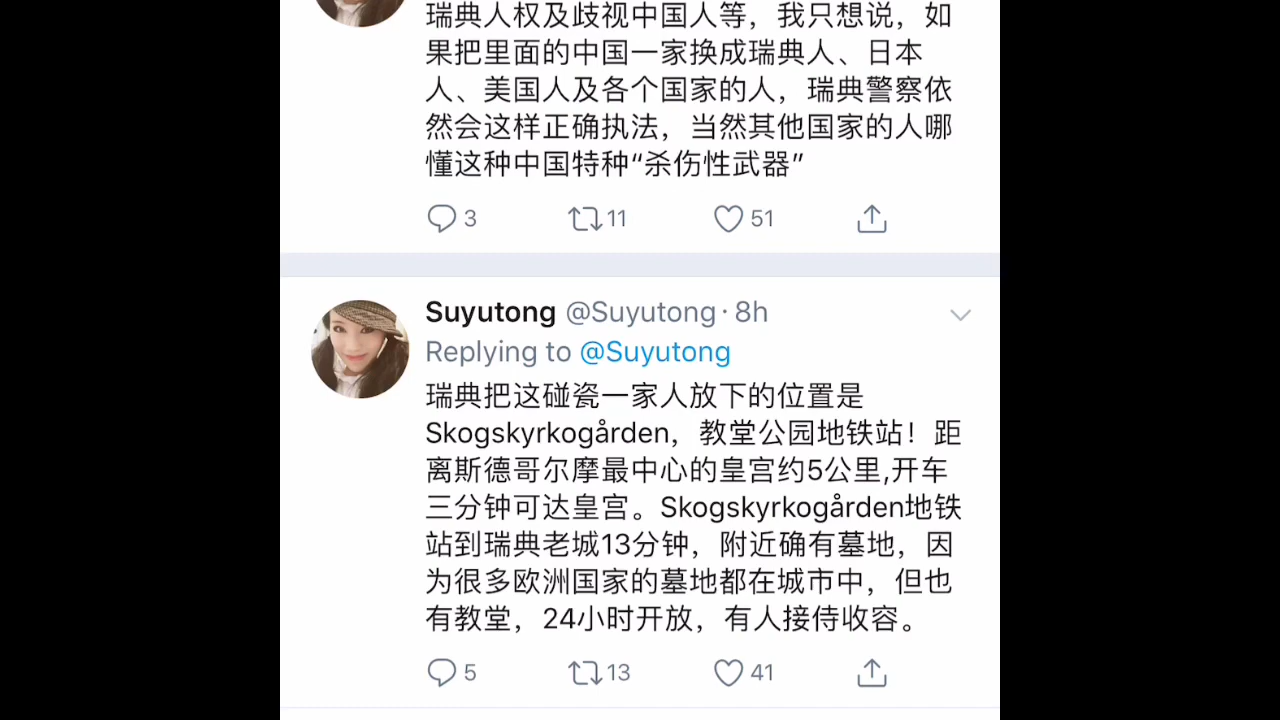 瑞典人权及歧视中国人等，我只想说，如
果把里面的中国一家换成瑞典人、日本
人、美国人及各个国家的人，瑞典警察依
然会这样正确执法，当然其他国家的人哪
懂这种中国特种“杀伤性武器”
3 11 51
Suyutong @Suyutong · 8h
Replying to @Suyutong
瑞典把这碰瓷一家人放下的位置是
Skogskyrkogården，教堂公园地铁站！距
离斯德哥尔摩最中心的皇宫约5公里,开车
三分钟可达皇宫。Skogskyrkogården地铁
站到瑞典老城13分钟，附近确有墓地，因
为很多欧洲国家的墓地都在城市中，但也
有教堂，24小时开放，有人接侍收容。
5 13 41